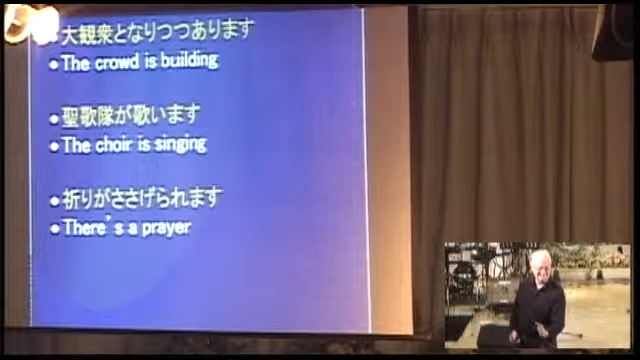 • 大観衆となりつつあります
• The crowd is building
• 聖歌隊が歌います
• The choir is singing
• 祈りがささげられます
• There's a prayer